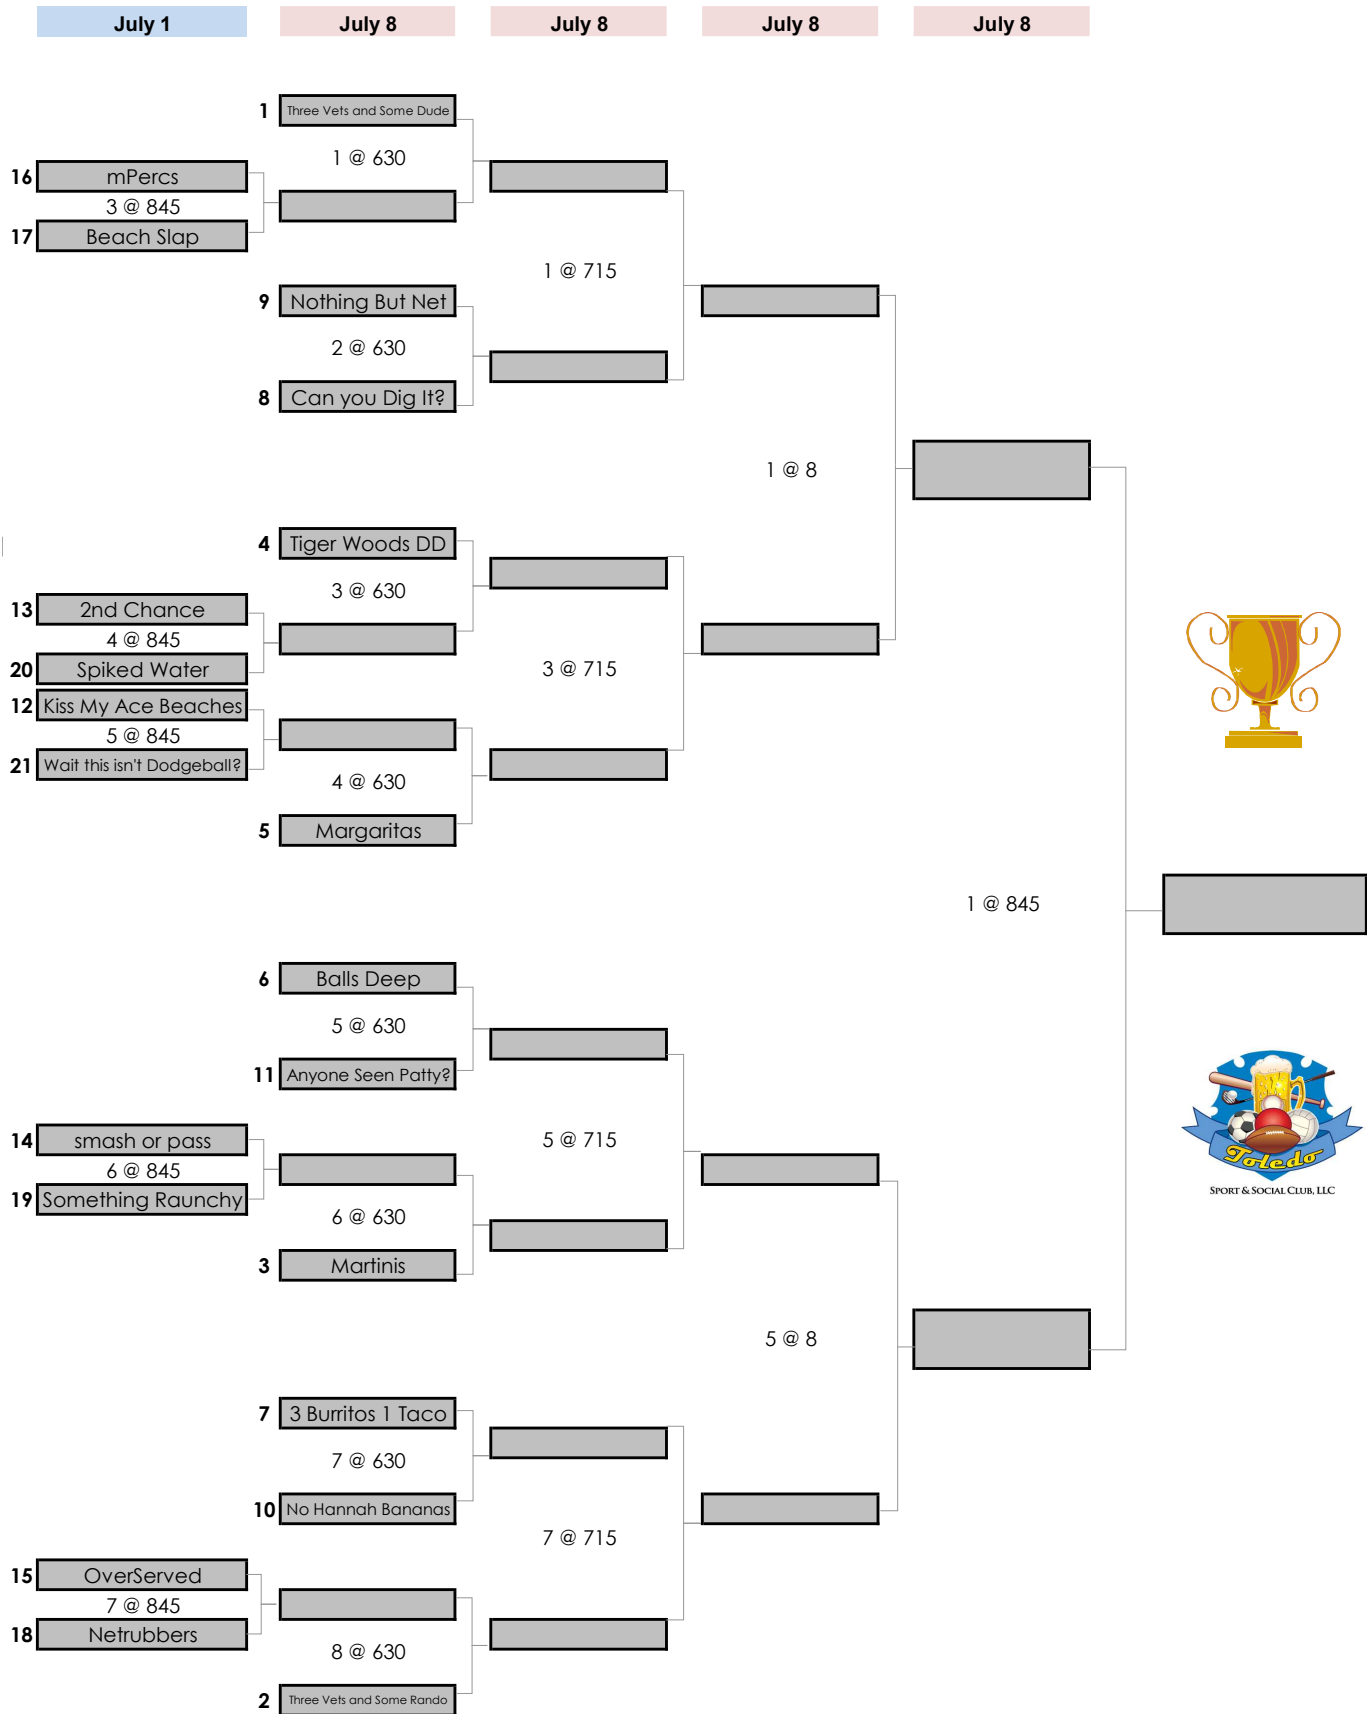 July 1
July 8
July 8
July 8
July 8
1 Three Vets and Some Dude
1 @ 630
16 mPercs
3 @ 845
17 Beach Slap
1 @ 715
9 Nothing But Net
2 @ 630
8 Can you Dig It?
1 @ 8
4 Tiger Woods DD
3 @ 630
13 2nd Chance
4 @ 845
20 Spiked Water
3 @ 715
12 Kiss My Ace Beaches
5 @ 845
21 Wait this isn't Dodgeball?
4 @ 630
5 Margaritas
1 @ 845
6 Balls Deep
5 @ 630
11 Anyone Seen Patty?
5 @ 715
14 smash or pass
6 @ 845
19 Something Raunchy
6 @ 630
3 Martinis
Toledo
SPORT & SOCIAL CLUB, LLC
5 @ 8
7 3 Burritos 1 Taco
7 @ 630
10 No Hannah Bananas
7 @ 715
15 OverServed
7 @ 845
18 Netrubbers
8 @ 630
2 Three Vets and Some Rando